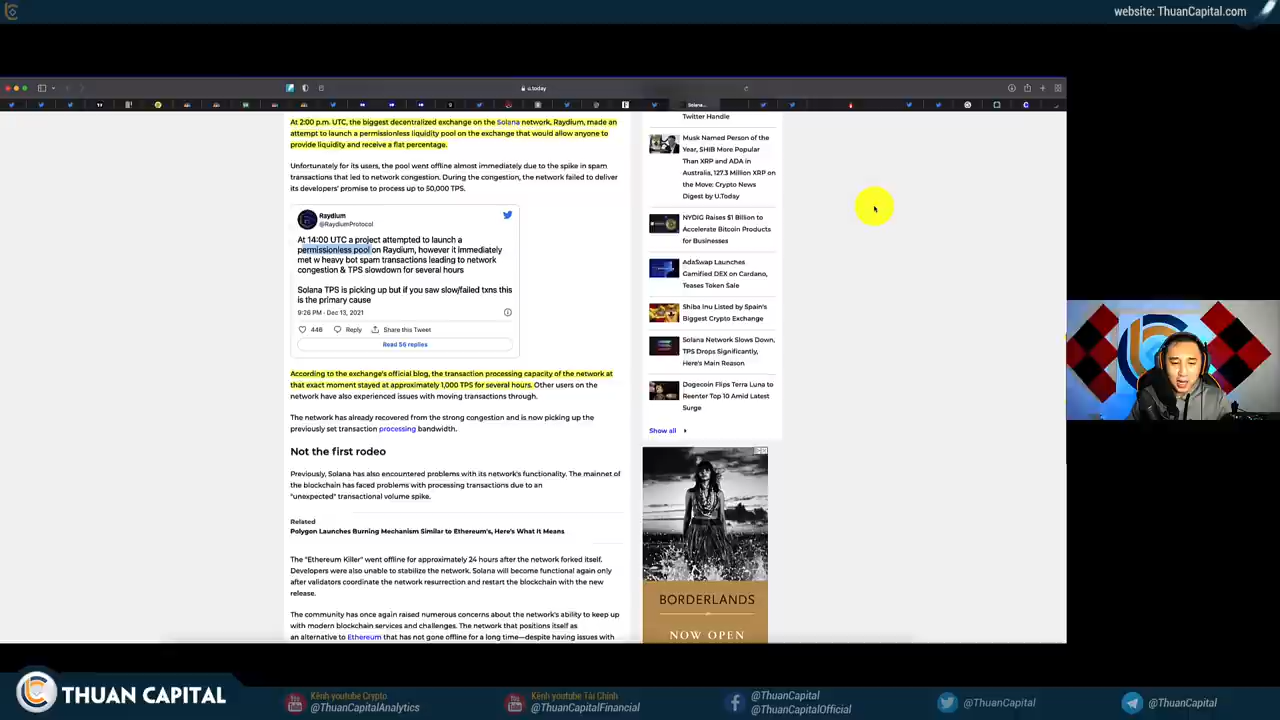 website: ThuanCapital.com
u.today
Solana...
At 2:00 p.m. UTC, the biggest decentralized exchange on the Solana network, Raydium, made an
attempt to launch a permissionless liquidity pool on the exchange that would allow anyone to
provide liquidity and receive a flat percentage.
Unfortunately for its users, the pool went offline almost immediately due to the spike in spam
transactions that led to network congestion. During the congestion, the network failed to deliver
its developers' promise to process up to 50,000 TPS.
Raydium
@RaydiumProtocol
At 14:00 UTC a project attempted to launch a
permissionless pool on Raydium, however it immediately
met w heavy bot spam transactions leading to network
congestion & TPS slowdown for several hours
Solana TPS is picking up but if you saw slow/failed txns this
is the primary cause
9:26 PM · Dec 13, 2021
446 Reply Share this Tweet
Read 56 replies
According to the exchange's official blog, the transaction processing capacity of the network at
that exact moment stayed at approximately 1,000 TPS for several hours. Other users on the
network have also experienced issues with moving transactions through.
The network has already recovered from the strong congestion and is now picking up the
previously set transaction processing bandwidth.
Not the first rodeo
Previously, Solana has also encountered problems with its network's functionality. The mainnet of
the blockchain has faced problems with processing transactions due to an
"unexpected" transactional volume spike.
Related
Polygon Launches Burning Mechanism Similar to Ethereum's, Here's What It Means
The "Ethereum Killer" went offline for approximately 24 hours after the network forked itself.
Developers were also unable to stabilize the network. Solana will become functional again only
after validators coordinate the network resurrection and restart the blockchain with the new
release.
The community has once again raised numerous concerns about the network's ability to keep up
with modern blockchain services and challenges. The network that positions itself as
an alternative to Ethereum that has not gone offline for a long time—despite having issues with
Twitter Handle
Musk Named Person of the
Year, SHIB More Popular
Than XRP and ADA in
Australia, 127.3 Million XRP on
the Move: Crypto News
Digest by U.Today
NYDIG Raises $1 Billion to
Accelerate Bitcoin Products
for Businesses
AdaSwap Launches
Gamified DEX on Cardano,
Teases Token Sale
Shiba Inu Listed by Spain's
Biggest Crypto Exchange
Solana Network Slows Down,
TPS Drops Significantly,
Here's Main Reason
Dogecoin Flips Terra Luna to
Reenter Top 10 Amid Latest
Surge
Show all
BORDERLANDS
NOW OPEN
THUAN CAPITAL
Kênh youtube Crypto
@ThuanCapitalAnalytics
Kênh youtube Tài Chính
@ThuanCapitalFinancial
@ThuanCapital
@ThuanCapitalOfficial
@ThuanCapital
@ThuanCapital